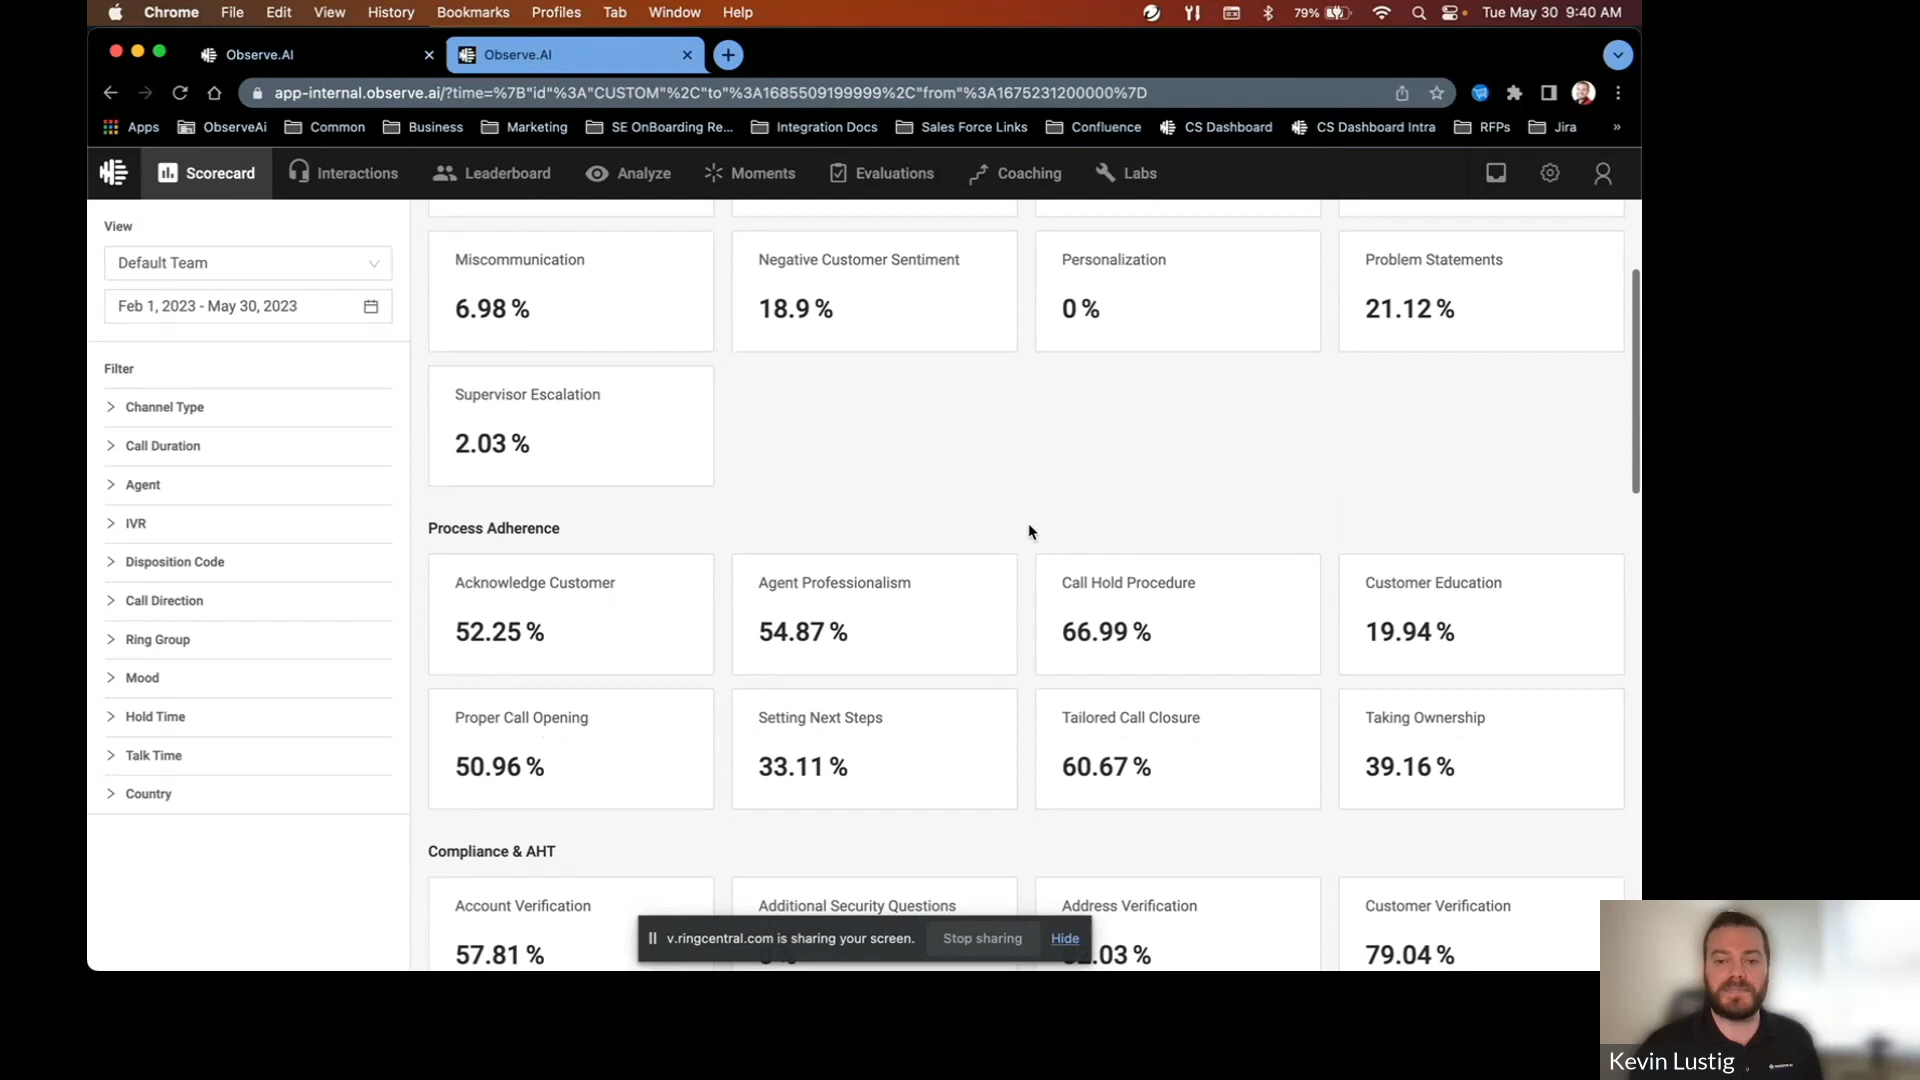 Chrome File Edit View History Bookmarks Profiles Tab Window Help 79% Tue May 30 9:40 AM
Observe.AI Observe.AI
app-internal.observe.ai/?time=%7B"id"%3A"CUSTOM"%2C"to"%3A1685509199999%2C"from"%3A1675231200000%7D
Apps ObserveAi Common Business Marketing SE OnBoarding Re... Integration Docs Sales Force Links Confluence CS Dashboard CS Dashboard Intra RFPs Jira »
Scorecard Interactions Leaderboard Analyze Moments Evaluations Coaching Labs
View
Default Team
Feb 1, 2023 - May 30, 2023
Filter
Channel Type
Call Duration
Agent
IVR
Disposition Code
Call Direction
Ring Group
Mood
Hold Time
Talk Time
Country
Miscommunication Negative Customer Sentiment Personalization Problem Statements
6.98 % 18.9 % 0 % 21.12 %
Supervisor Escalation
2.03 %
Process Adherence
Acknowledge Customer Agent Professionalism Call Hold Procedure Customer Education
52.25 % 54.87 % 66.99 % 19.94 %
Proper Call Opening Setting Next Steps Tailored Call Closure Taking Ownership
50.96 % 33.11 % 60.67 % 39.16 %
Compliance & AHT
Account Verification Additional Security Questions Address Verification Customer Verification
57.81 % .03 % 79.04 %
v.ringcentral.com is sharing your screen. Stop sharing Hide
Kevin Lustig